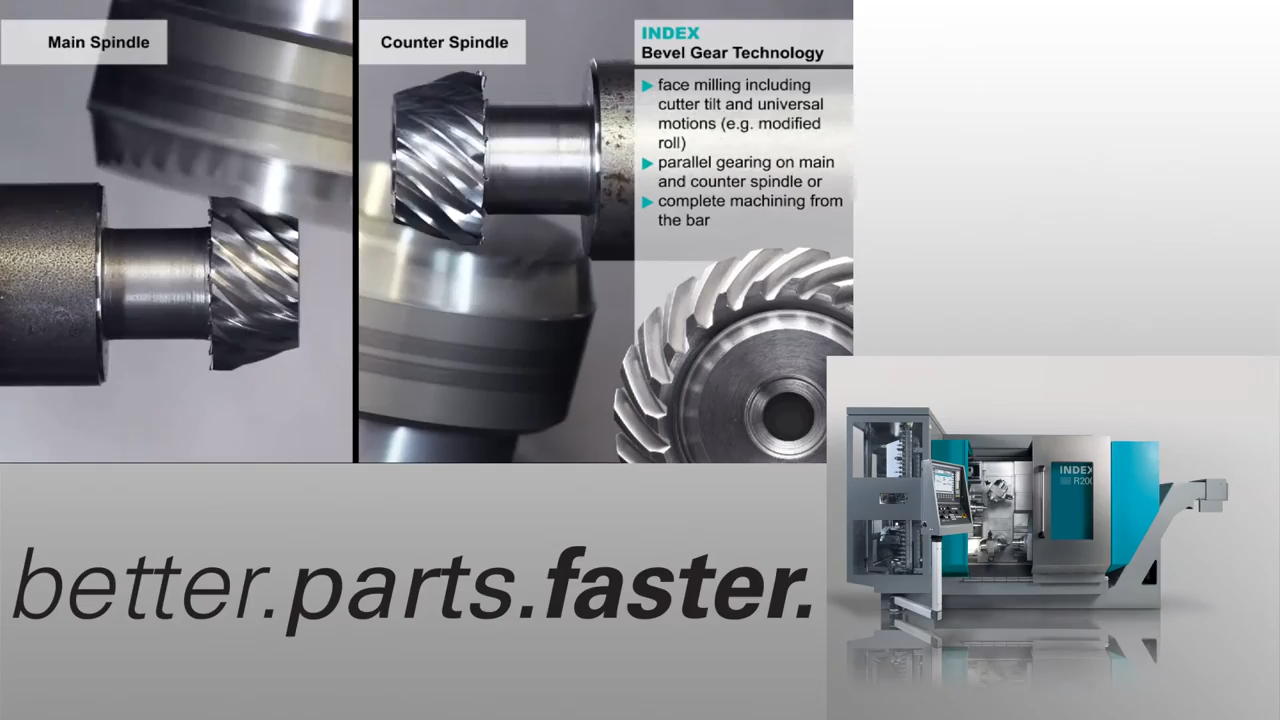 Main Spindle
Counter Spindle
INDEX
Bevel Gear Technology
face milling including
cutter tilt and universal
motions (e.g. modified
roll)
parallel gearing on main
and counter spindle or
complete machining from
the bar
INDEX
R200
better.parts.faster.